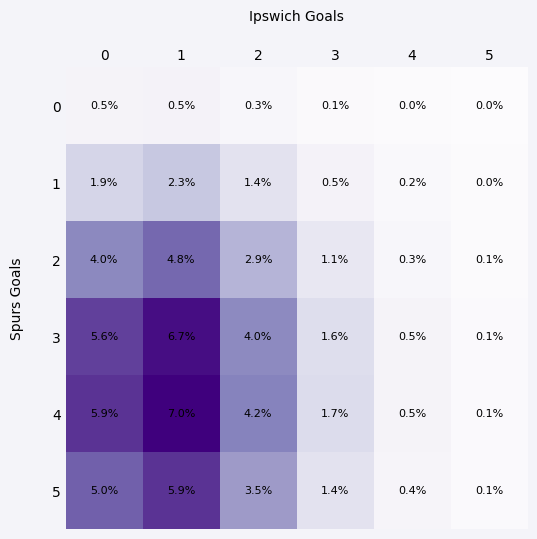 Ipswich Goals
0 1 2 3 4 5
0 0.5% 0.5% 0.3% 0.1% 0.0% 0.0%
1 1.9% 2.3% 1.4% 0.5% 0.2% 0.0%
2 4.0% 4.8% 2.9% 1.1% 0.3% 0.1%
Spurs Goals
3 5.6% 6.7% 4.0% 1.6% 0.5% 0.1%
4 5.9% 7.0% 4.2% 1.7% 0.5% 0.1%
5 5.0% 5.9% 3.5% 1.4% 0.4% 0.1%